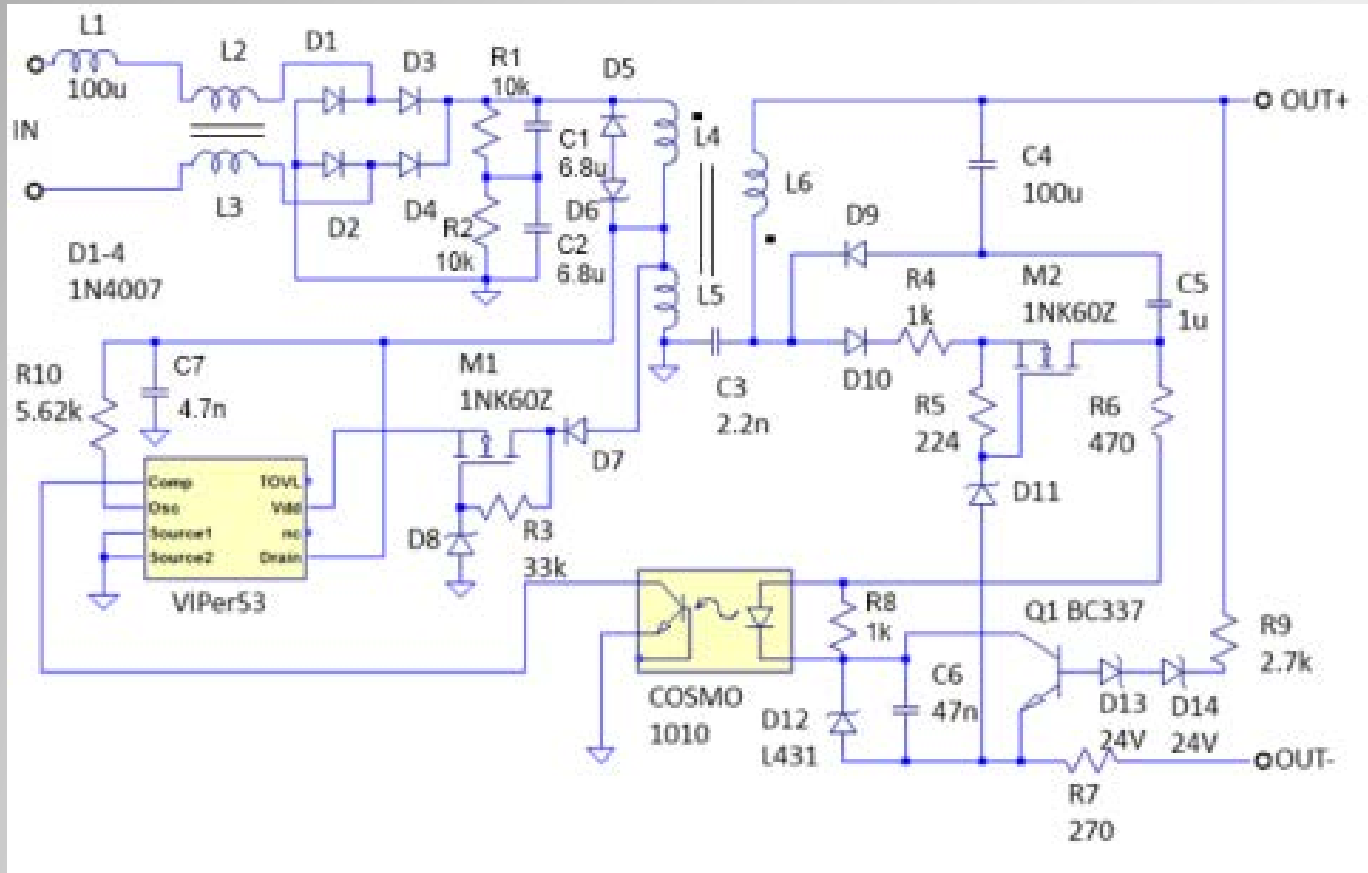 L1
100u
L2
D1
D3
R1
10k
D5
IN
C1
6.8u
L4
OUT+
L3
D2
D4
R2
10k
D6
C2
6.8u
L6
C4
100u
D1-4
1N4007
L5
D9
R4
1k
M2
1NK60Z
C5
1u
R10
5.62k
C7
4.7n
M1
1NK60Z
C3
2.2n
D10
R5
224
R6
470
D7
Comp
TOVL
Osc
Vdd
Source1
nc
Source2
Drain
VIPer53
D8
R3
33k
D11
R8
1k
Q1 BC337
R9
2.7k
COSMO
1010
D12
L431
C6
47n
D13
24V
D14
24V
OUT-
R7
270